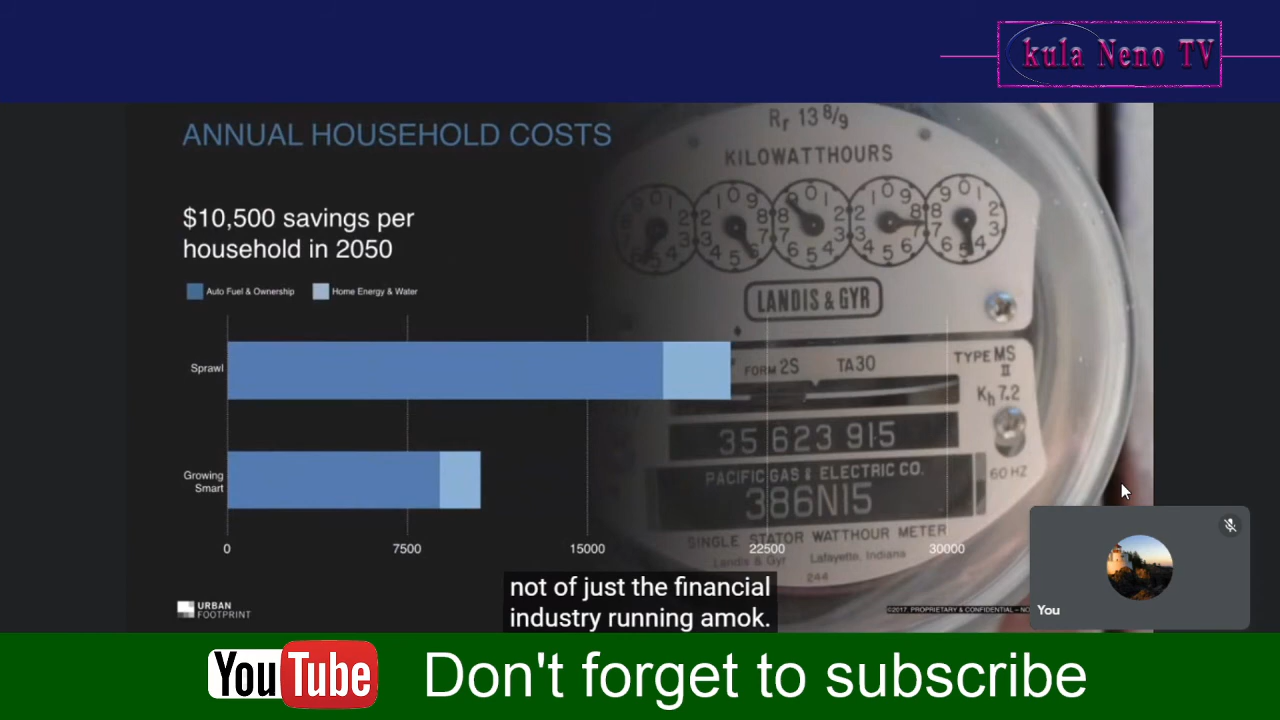 kula Neno TV
ANNUAL HOUSEHOLD COSTS
$10,500 savings per
household in 2050
Auto Fuel & Ownership
Home Energy & Water
Sprawl
Growing
Smart
0
7500
15000
22500
30000
Rr 13 8/9
KILOWATTHOURS
LANDIS & GYR
FORM 2S
TA30
TYPE MS
II
Kh 7.2
35 623 915
PACIFIC GAS & ELECTRIC CO.
386N15
60 HZ
SINGLE STATOR WATTHOUR METER
Landis & Gyr Lafayette, Indiana
244
URBAN
FOOTPRINT
©2017, PROPRIETARY & CONFIDENTIAL – NO
not of just the financial
industry running amok.
You
YouTube
Don't forget to subscribe